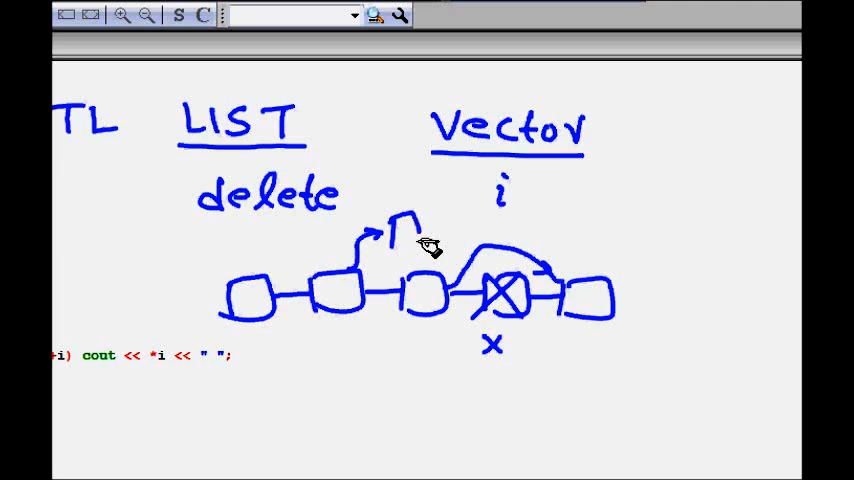 S C
TL LIST vector
delete i
x
i) cout << *i << " ";